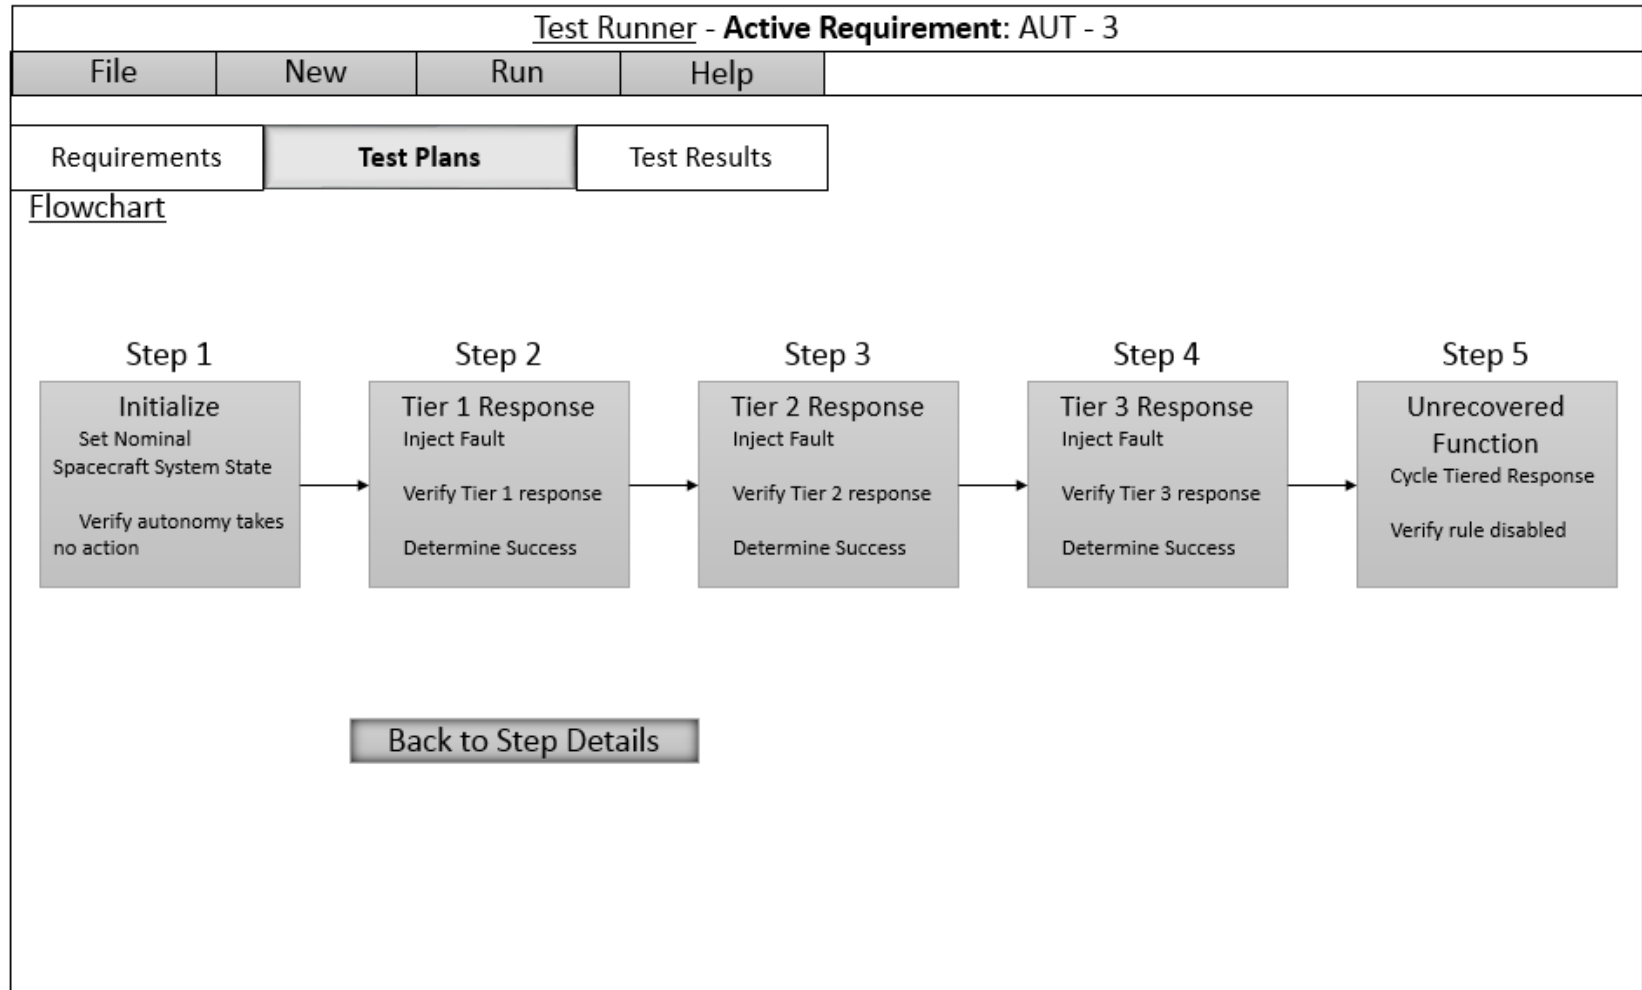 Test Runner - Active Requirement: AUT - 3
File New Run Help
Requirements Test Plans Test Results
Flowchart
Step 1
Initialize
Set Nominal
Spacecraft System State
Verify autonomy takes
no action
Step 2
Tier 1 Response
Inject Fault
Verify Tier 1 response
Determine Success
Step 3
Tier 2 Response
Inject Fault
Verify Tier 2 response
Determine Success
Step 4
Tier 3 Response
Inject Fault
Verify Tier 3 response
Determine Success
Step 5
Unrecovered
Function
Cycle Tiered Response
Verify rule disabled
Back to Step Details